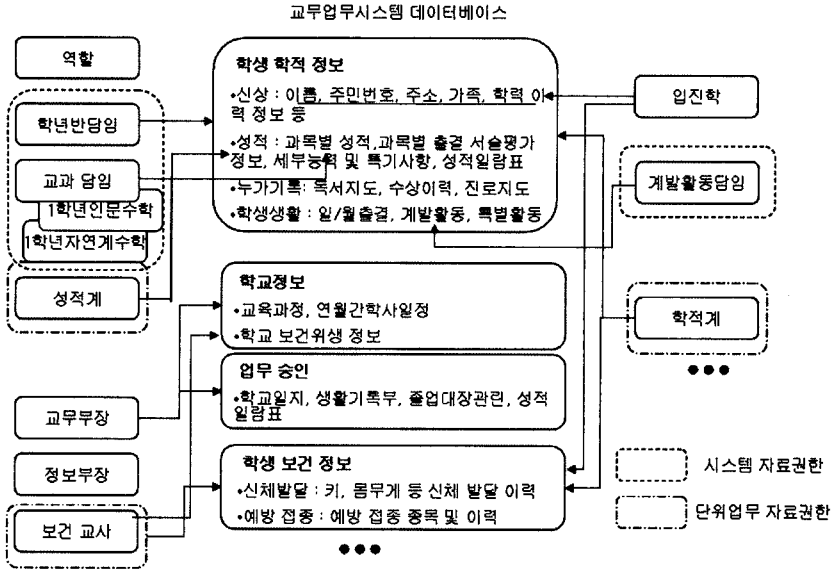 교무업무시스템 데이터베이스
역할
학년반담임
교과 담임
1학년인문수학
1학년자연계수학
성적계
교무부장
정보부장
보건 교사
학생 학적 정보
•신상 : 이름, 주민번호, 주소, 가족, 학력 이
력 정보 등
•성적 : 과목별 성적,과목별 출결 서술평가
정보, 세부능력 및 특기사항, 성적일람표
•누가기록: 독서지도, 수상이력, 진로지도
•학생생활 : 일/월출결, 계발활동, 특별활동
학교정보
•교육과정, 연월간학사일정
•학교 보건위생 정보
업무 승인
•학교일지, 생활기록부, 졸업대장관린, 성적
일람표
학생 보건 정보
•신체발달 : 키, 몸무게 등 신체 발달 이력
•예방 접종 : 예방 접종 종목 및 이력
입진학
계발활동담임
학적계
시스템 자료권한
단위업무 자료권한